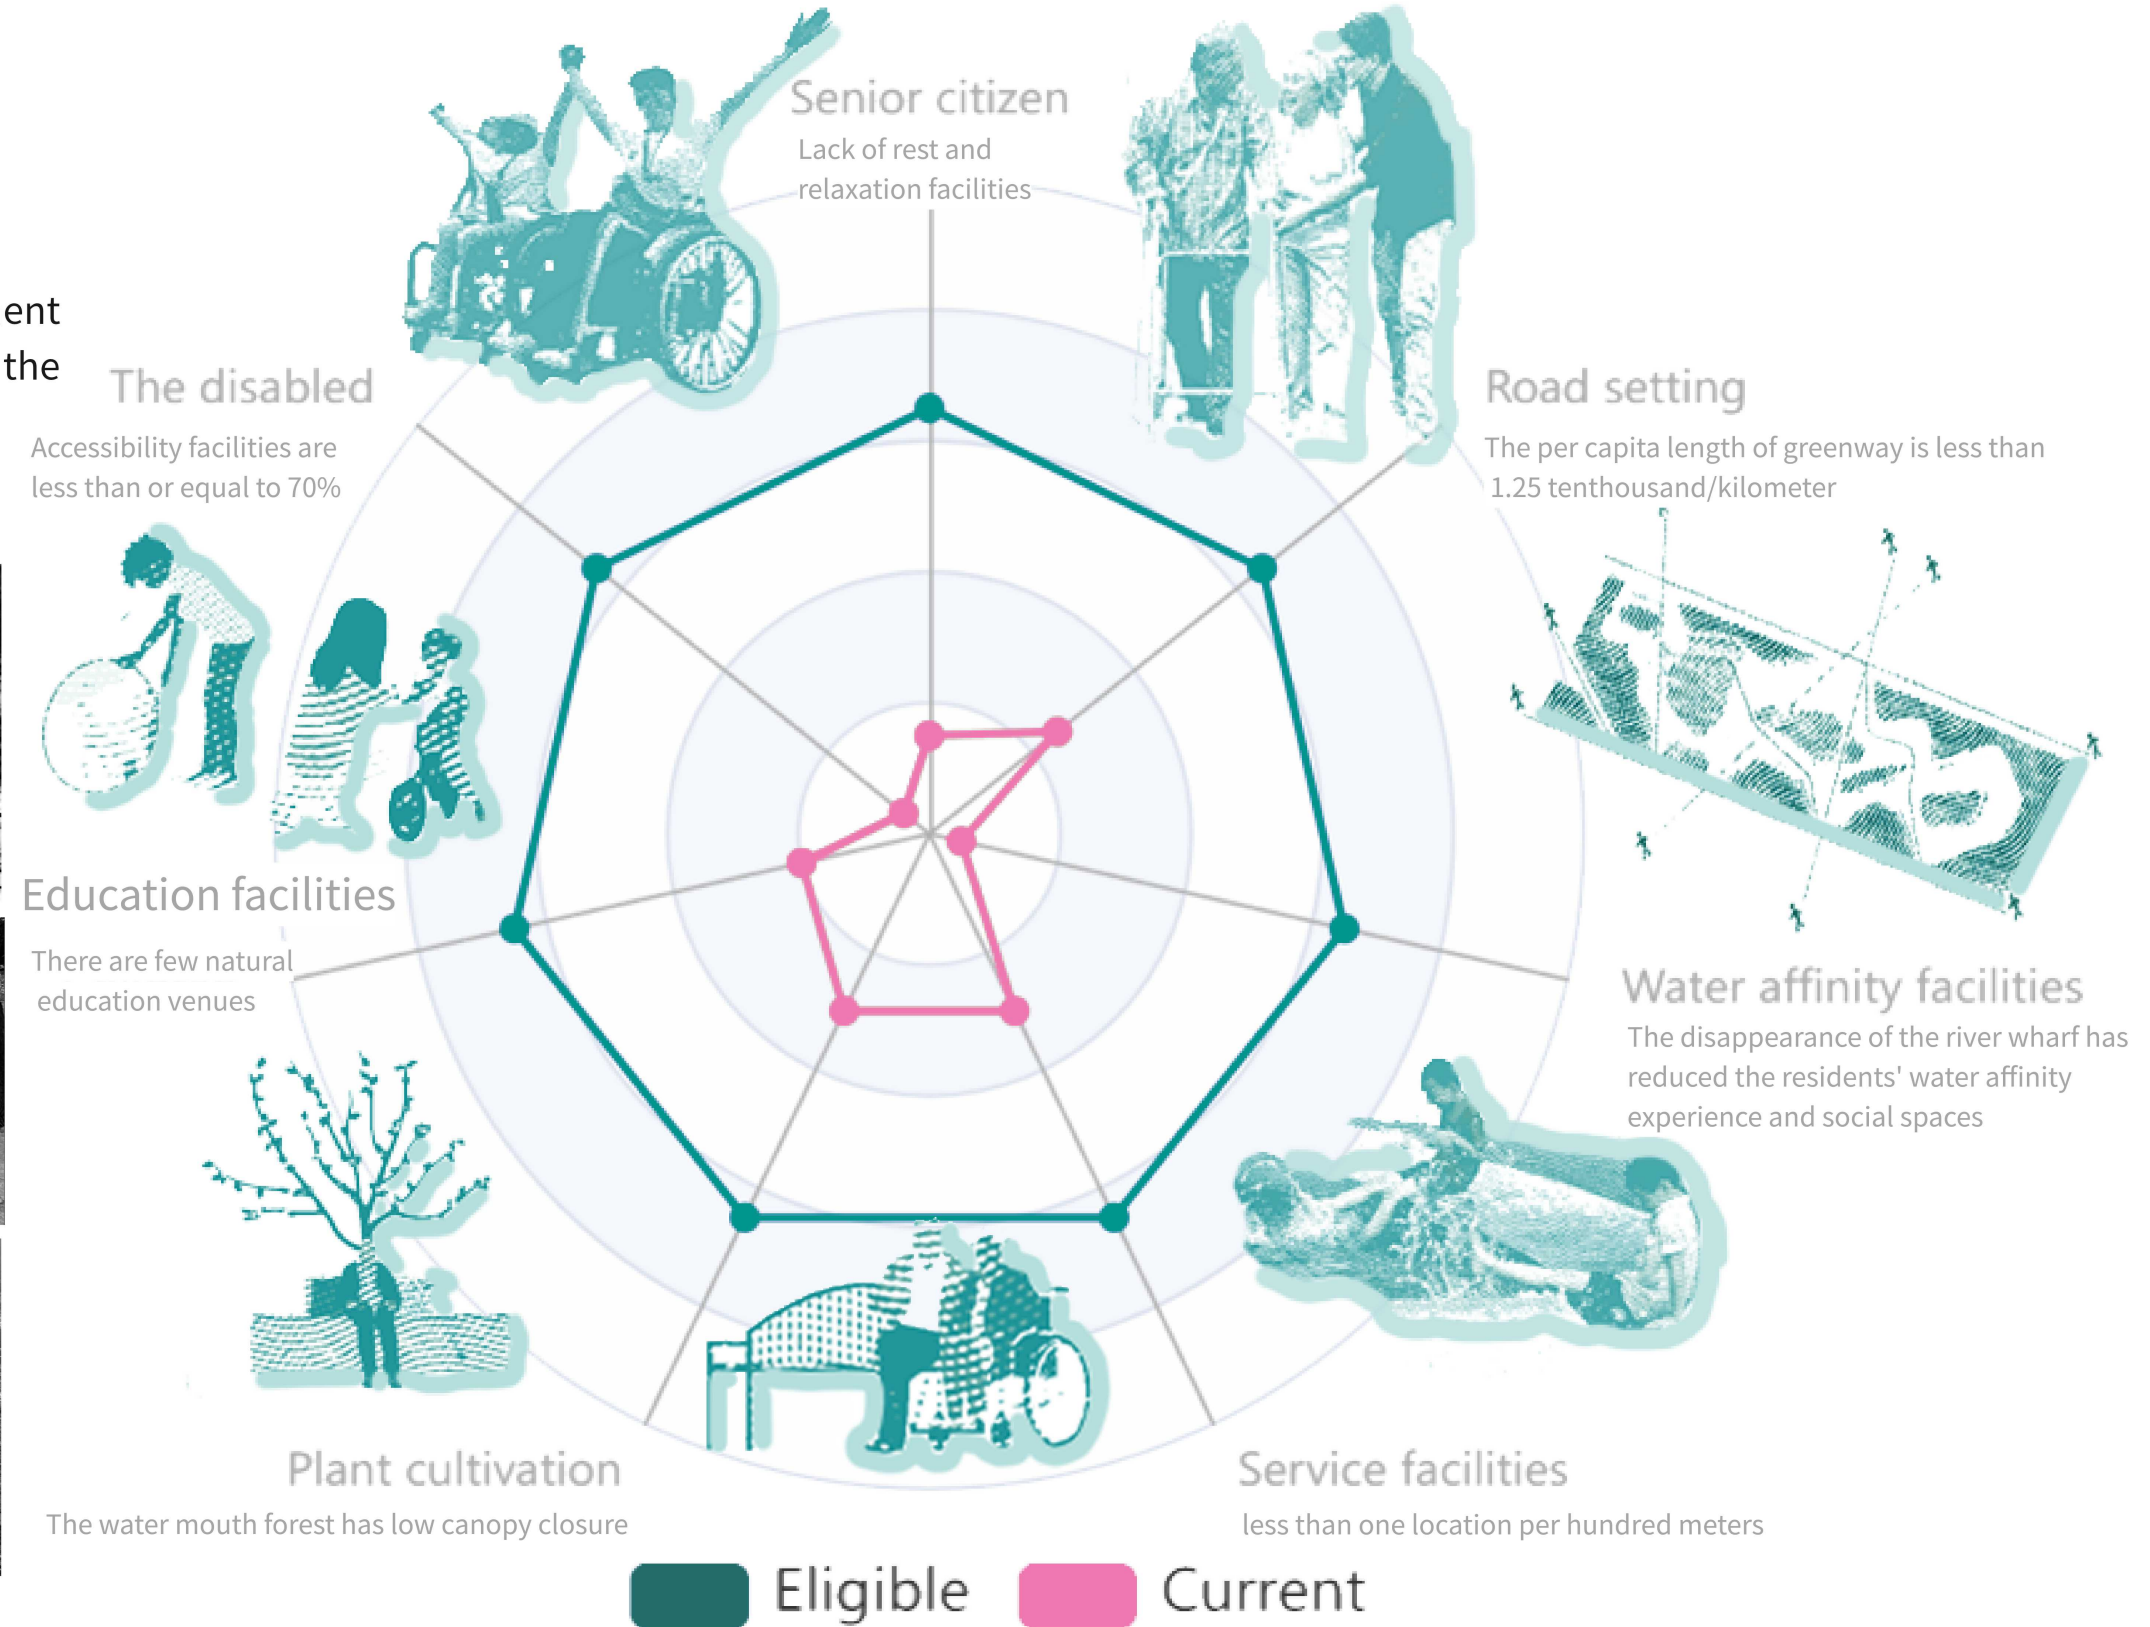 Senior citizen
Lack of rest and
relaxation facilities
ent
the
The disabled
Accessibility facilities are
less than or equal to 70%
Road setting
The per capita length of greenway is less than
1.25 tenthousand/kilometer
Education facilities
There are few natural
education venues
Water affinity facilities
The disappearance of the river wharf has
reduced the residents' water affinity
experience and social spaces
Plant cultivation
The water mouth forest has low canopy closure
Service facilities
less than one location per hundred meters
Eligible
Current